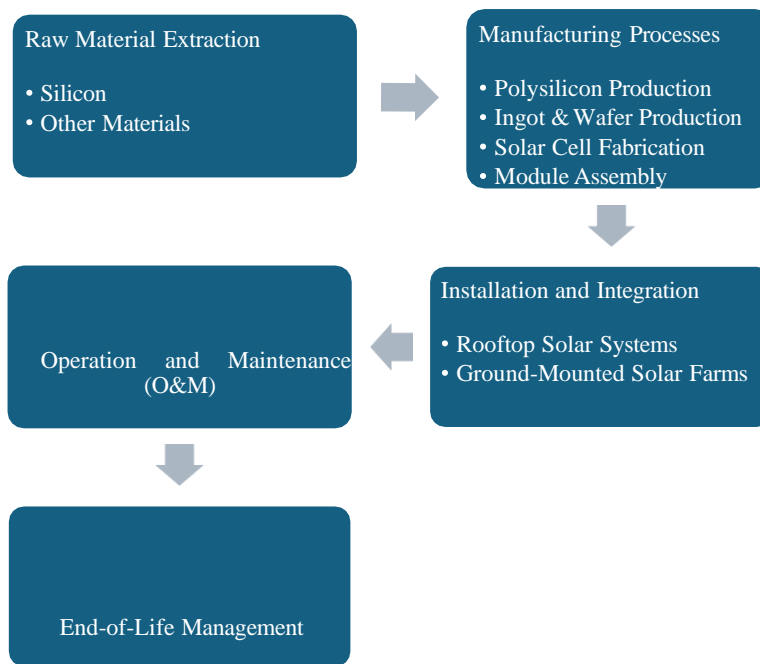 Raw Material Extraction
• Silicon
• Other Materials
Manufacturing Processes
• Polysilicon Production
• Ingot & Wafer Production
• Solar Cell Fabrication
• Module Assembly
Installation and Integration
• Rooftop Solar Systems
• Ground-Mounted Solar Farms
Operation and Maintenance
(O&M)
End-of-Life Management